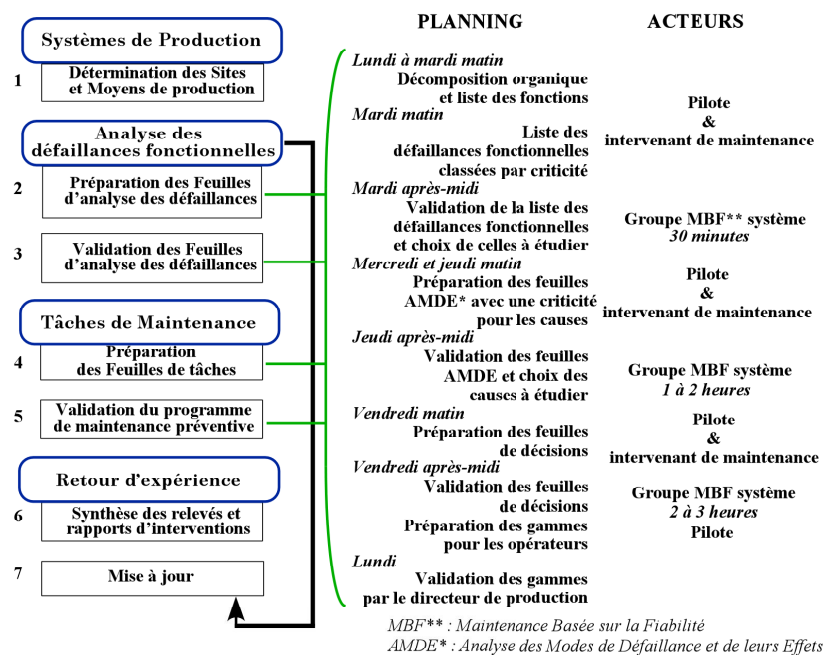 Systèmes de Production
1
Détermination des Sites
et Moyens de production
Analyse des
défaillances fonctionnelles
2
Préparation des Feuilles
d'analyse des défaillances
3
Validation des Feuilles
d'analyse des défaillances
Tâches de Maintenance
4
Préparation
des Feuilles de tâches
5
Validation du programme
de maintenance préventive
Retour d'expérience
6
Synthèse des relevés et
rapports d'interventions
7
Mise à jour
PLANNING
Lundi à mardi matin
Décomposition organique
et liste des fonctions
Mardi matin
Liste des
défaillances fonctionnelles
classées par criticité
Mardi après-midi
Validation de la liste des
défaillances fonctionnelles
et choix de celles à étudier
Mercredi et jeudi matin
Préparation des feuilles
AMDE* avec une criticité
pour les causes
Jeudi après-midi
Validation des feuilles
AMDE et choix des
causes à étudier
Vendredi matin
Préparation des feuilles
de décisions
Vendredi après-midi
Validation des feuilles
de décisions
Préparation des gammes
pour les opérateurs
Lundi
Validation des gammes
par le directeur de production
ACTEURS
Pilote
&
intervenant de maintenance
Groupe MBF** système
30 minutes
Pilote
&
intervenant de maintenance
Groupe MBF système
1 à 2 heures
Pilote
&
intervenant de maintenance
Groupe MBF système
2 à 3 heures
Pilote
MBF** : Maintenance Basée sur la Fiabilité
AMDE* : Analyse des Modes de Défaillance et de leurs Effets